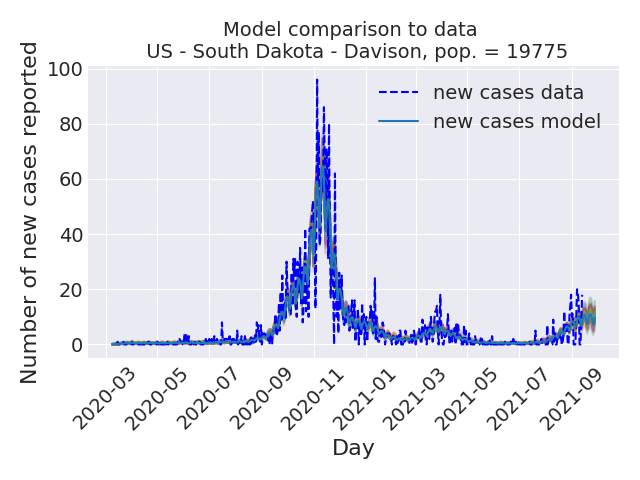 Model comparison to data
US - South Dakota - Davison, pop. = 19775
Number of new cases reported
100
80
60
40
20
0
new cases data
new cases model
2020-03
2020-05
2020-07
2020-09
2020-11
2021-01
2021-03
2021-05
2021-07
2021-09
Day